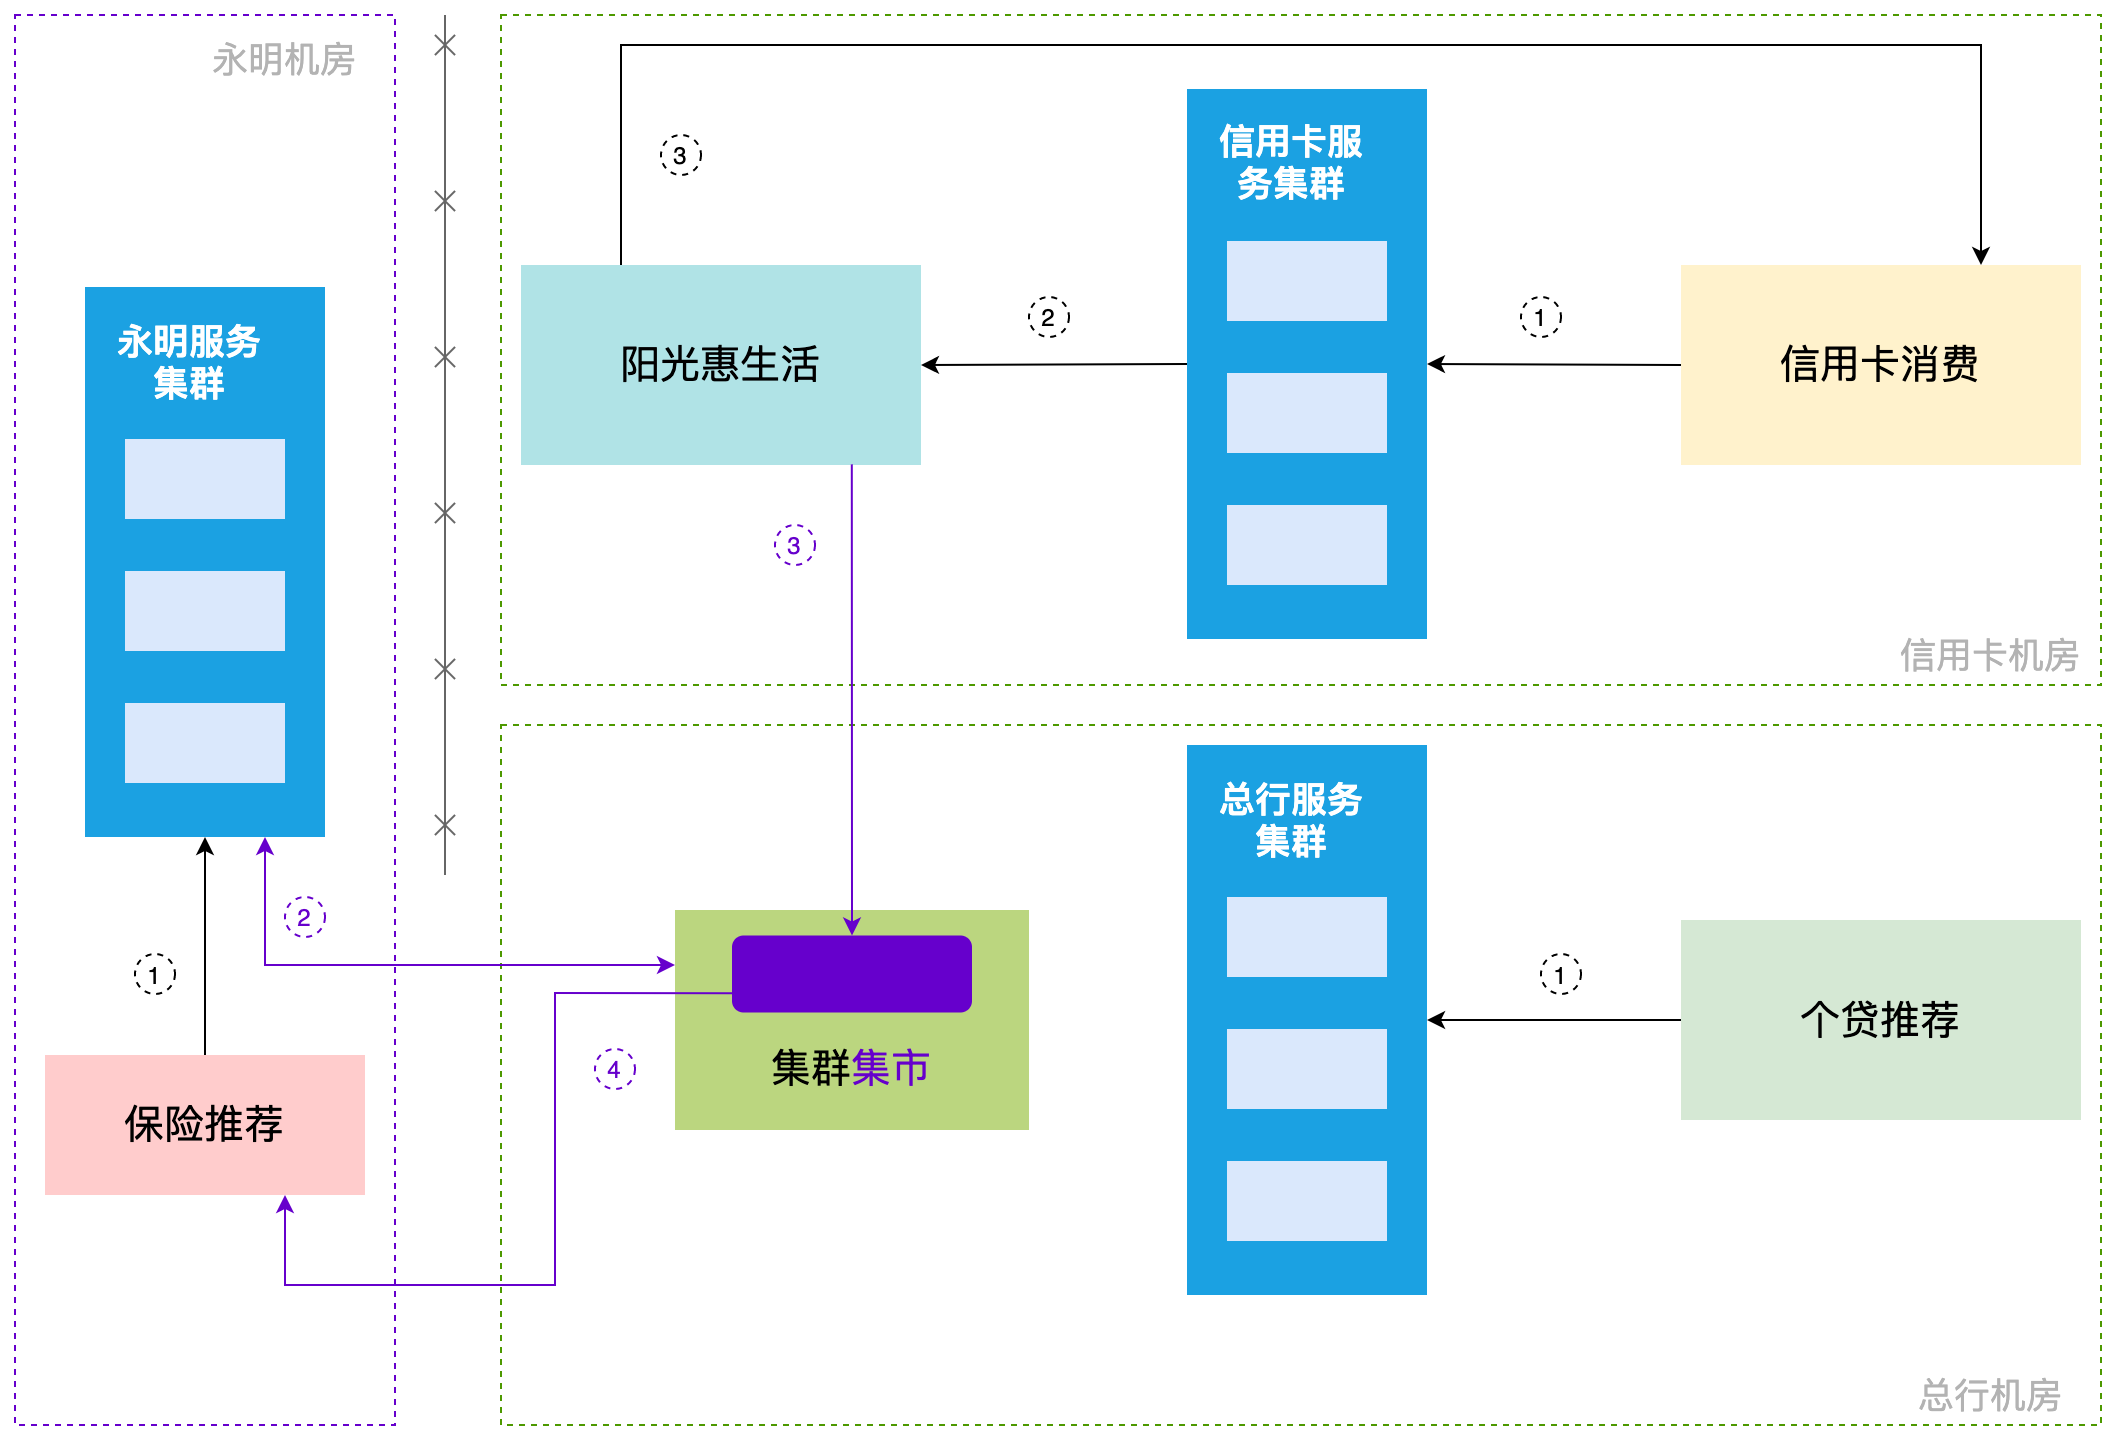 永明机房
永明服务
集群
2
1
保险推荐
3
信用卡服
务集群
阳光惠生活
2
1
信用卡消费
3
信用卡机房
总行服务
集群
4
集群集市
1
个贷推荐
总行机房